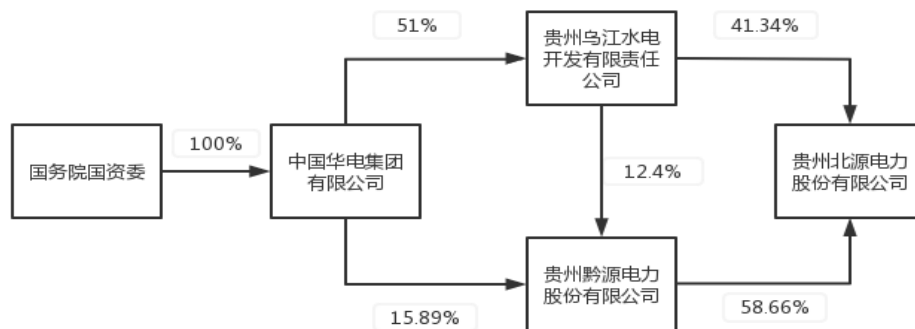 51%
贵州乌江水电
开发有限责任
公司
41.34%
国务院国资委
100%
中国华电集团
有限公司
12.4%
贵州北源电力
股份有限公司
15.89%
贵州黔源电力
股份有限公司
58.66%